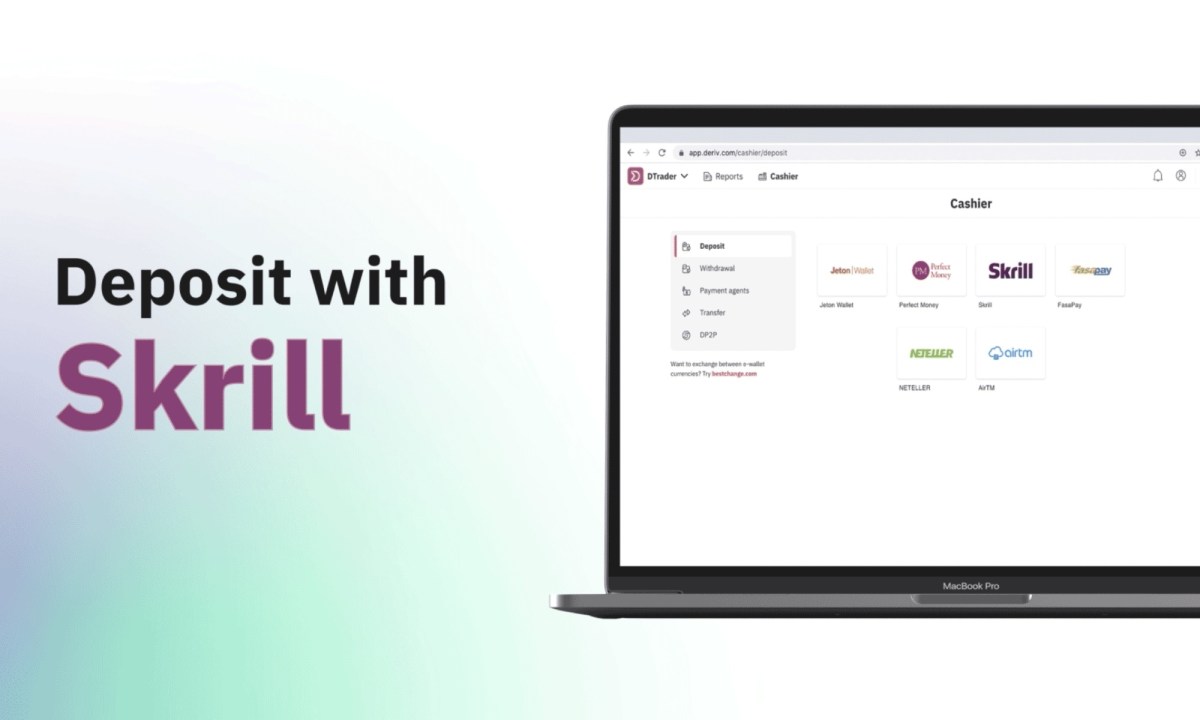 Deposit with
Skrill
app.deriv.com/cashier/deposit
DTrader Reports Cashier
Cashier
Deposit
Withdrawal
Payment agents
Transfer
DP2P
Want to exchange between e-wallet
currencies? Try bestchange.com
Jeton Wallet
PM Perfect Money
Skrill
fasapay
Jeton Wallet
Perfect Money
Skrill
FasaPay
NETELLER
airtm
NETELLER
AirTM
MacBook Pro